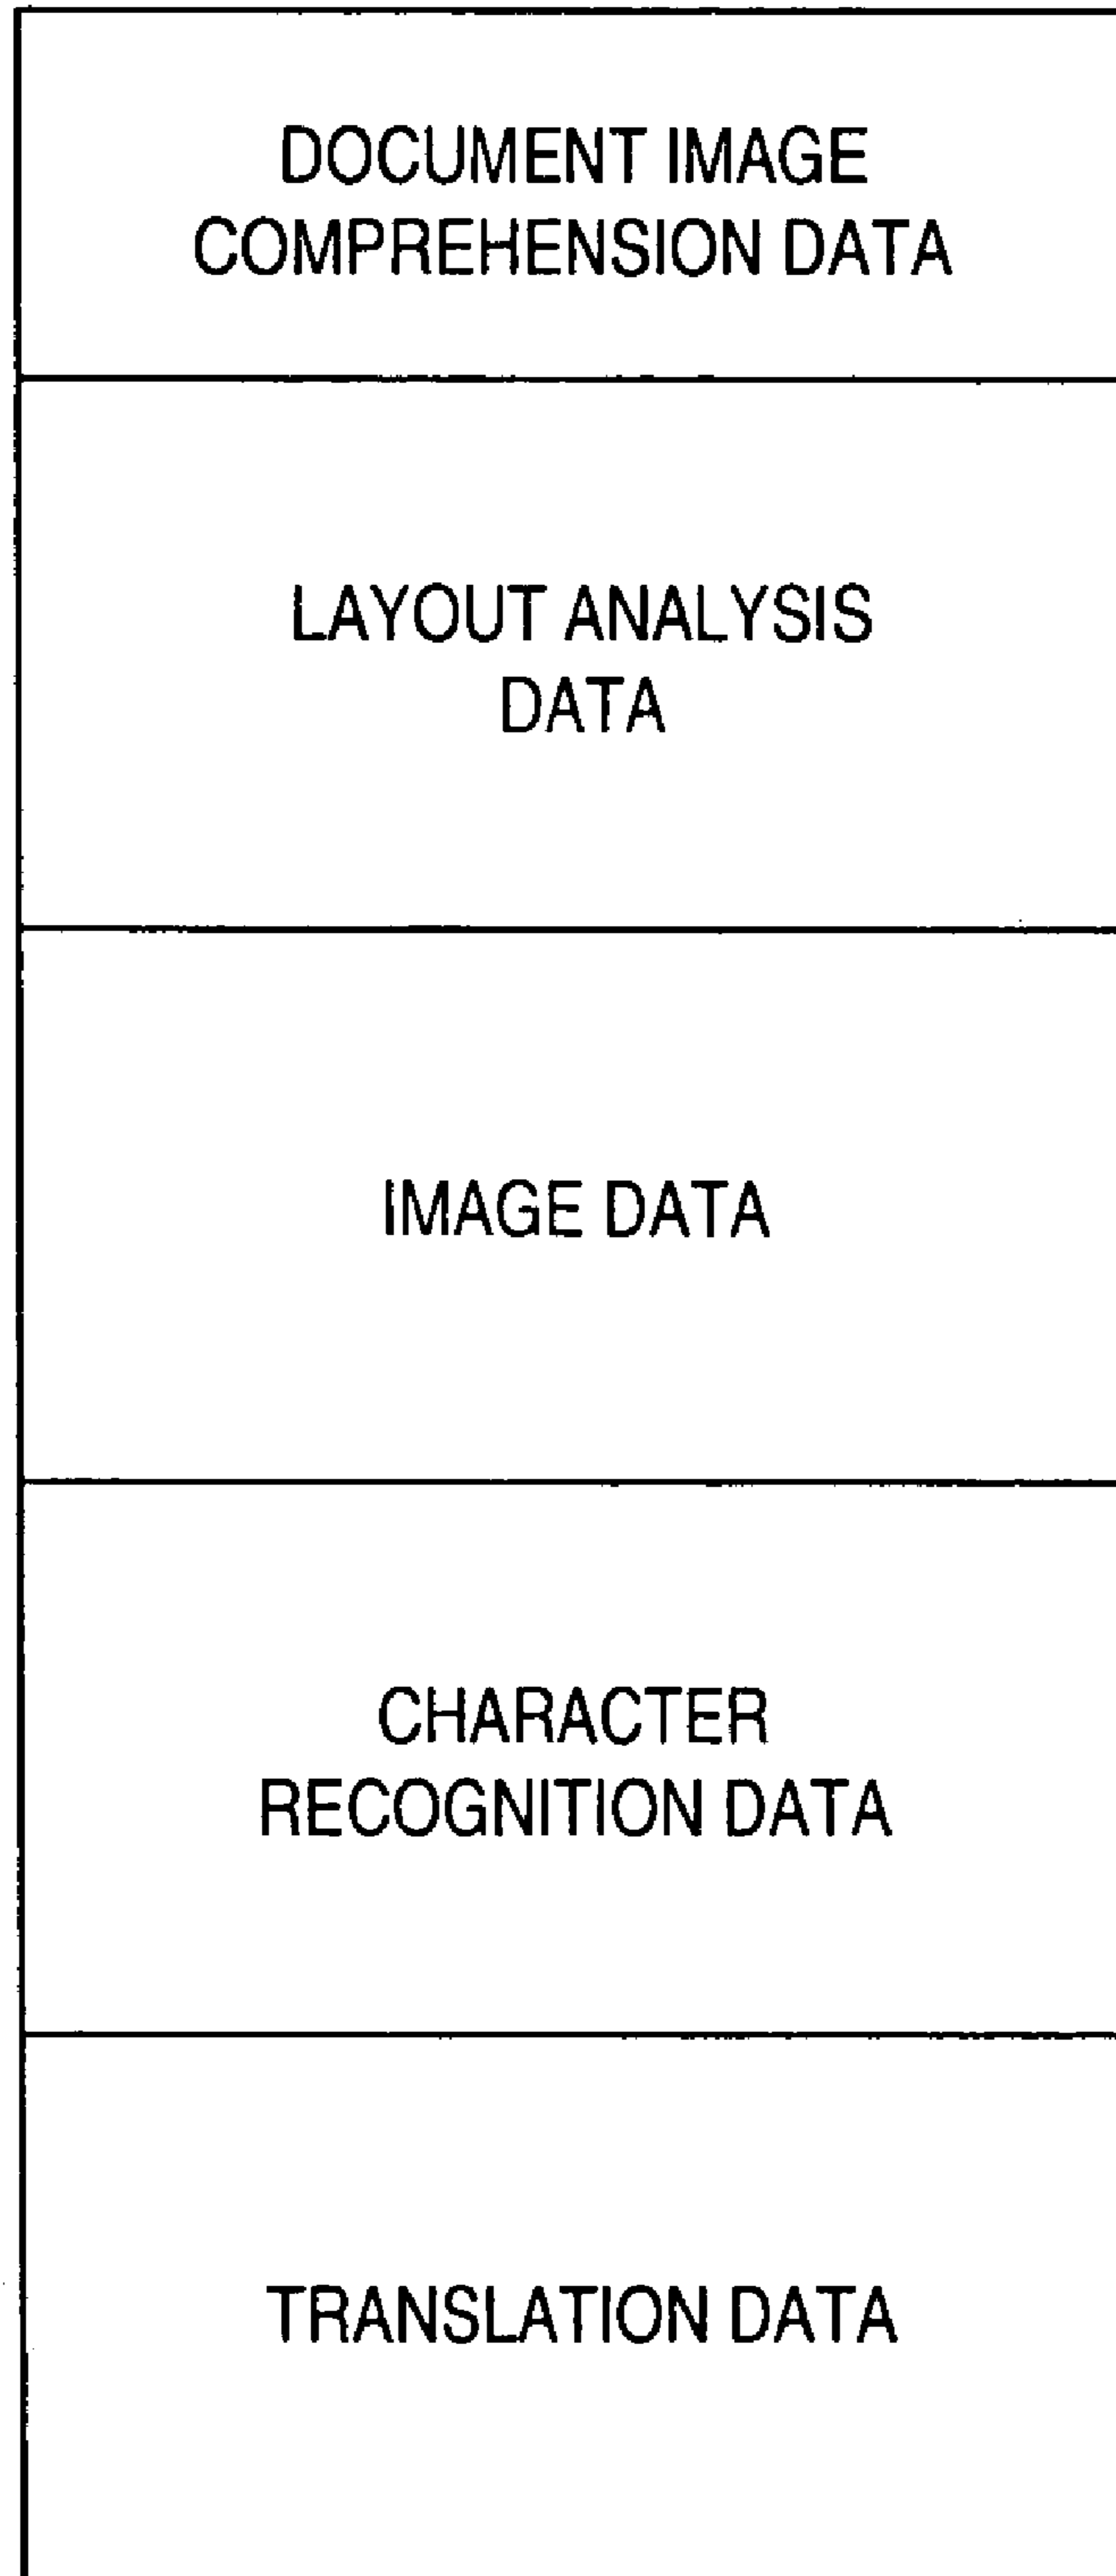 DOCUMENT IMAGE
COMPREHENSION DATA
LAYOUT ANALYSIS
DATA
IMAGE DATA
CHARACTER
RECOGNITION DATA
TRANSLATION DATA